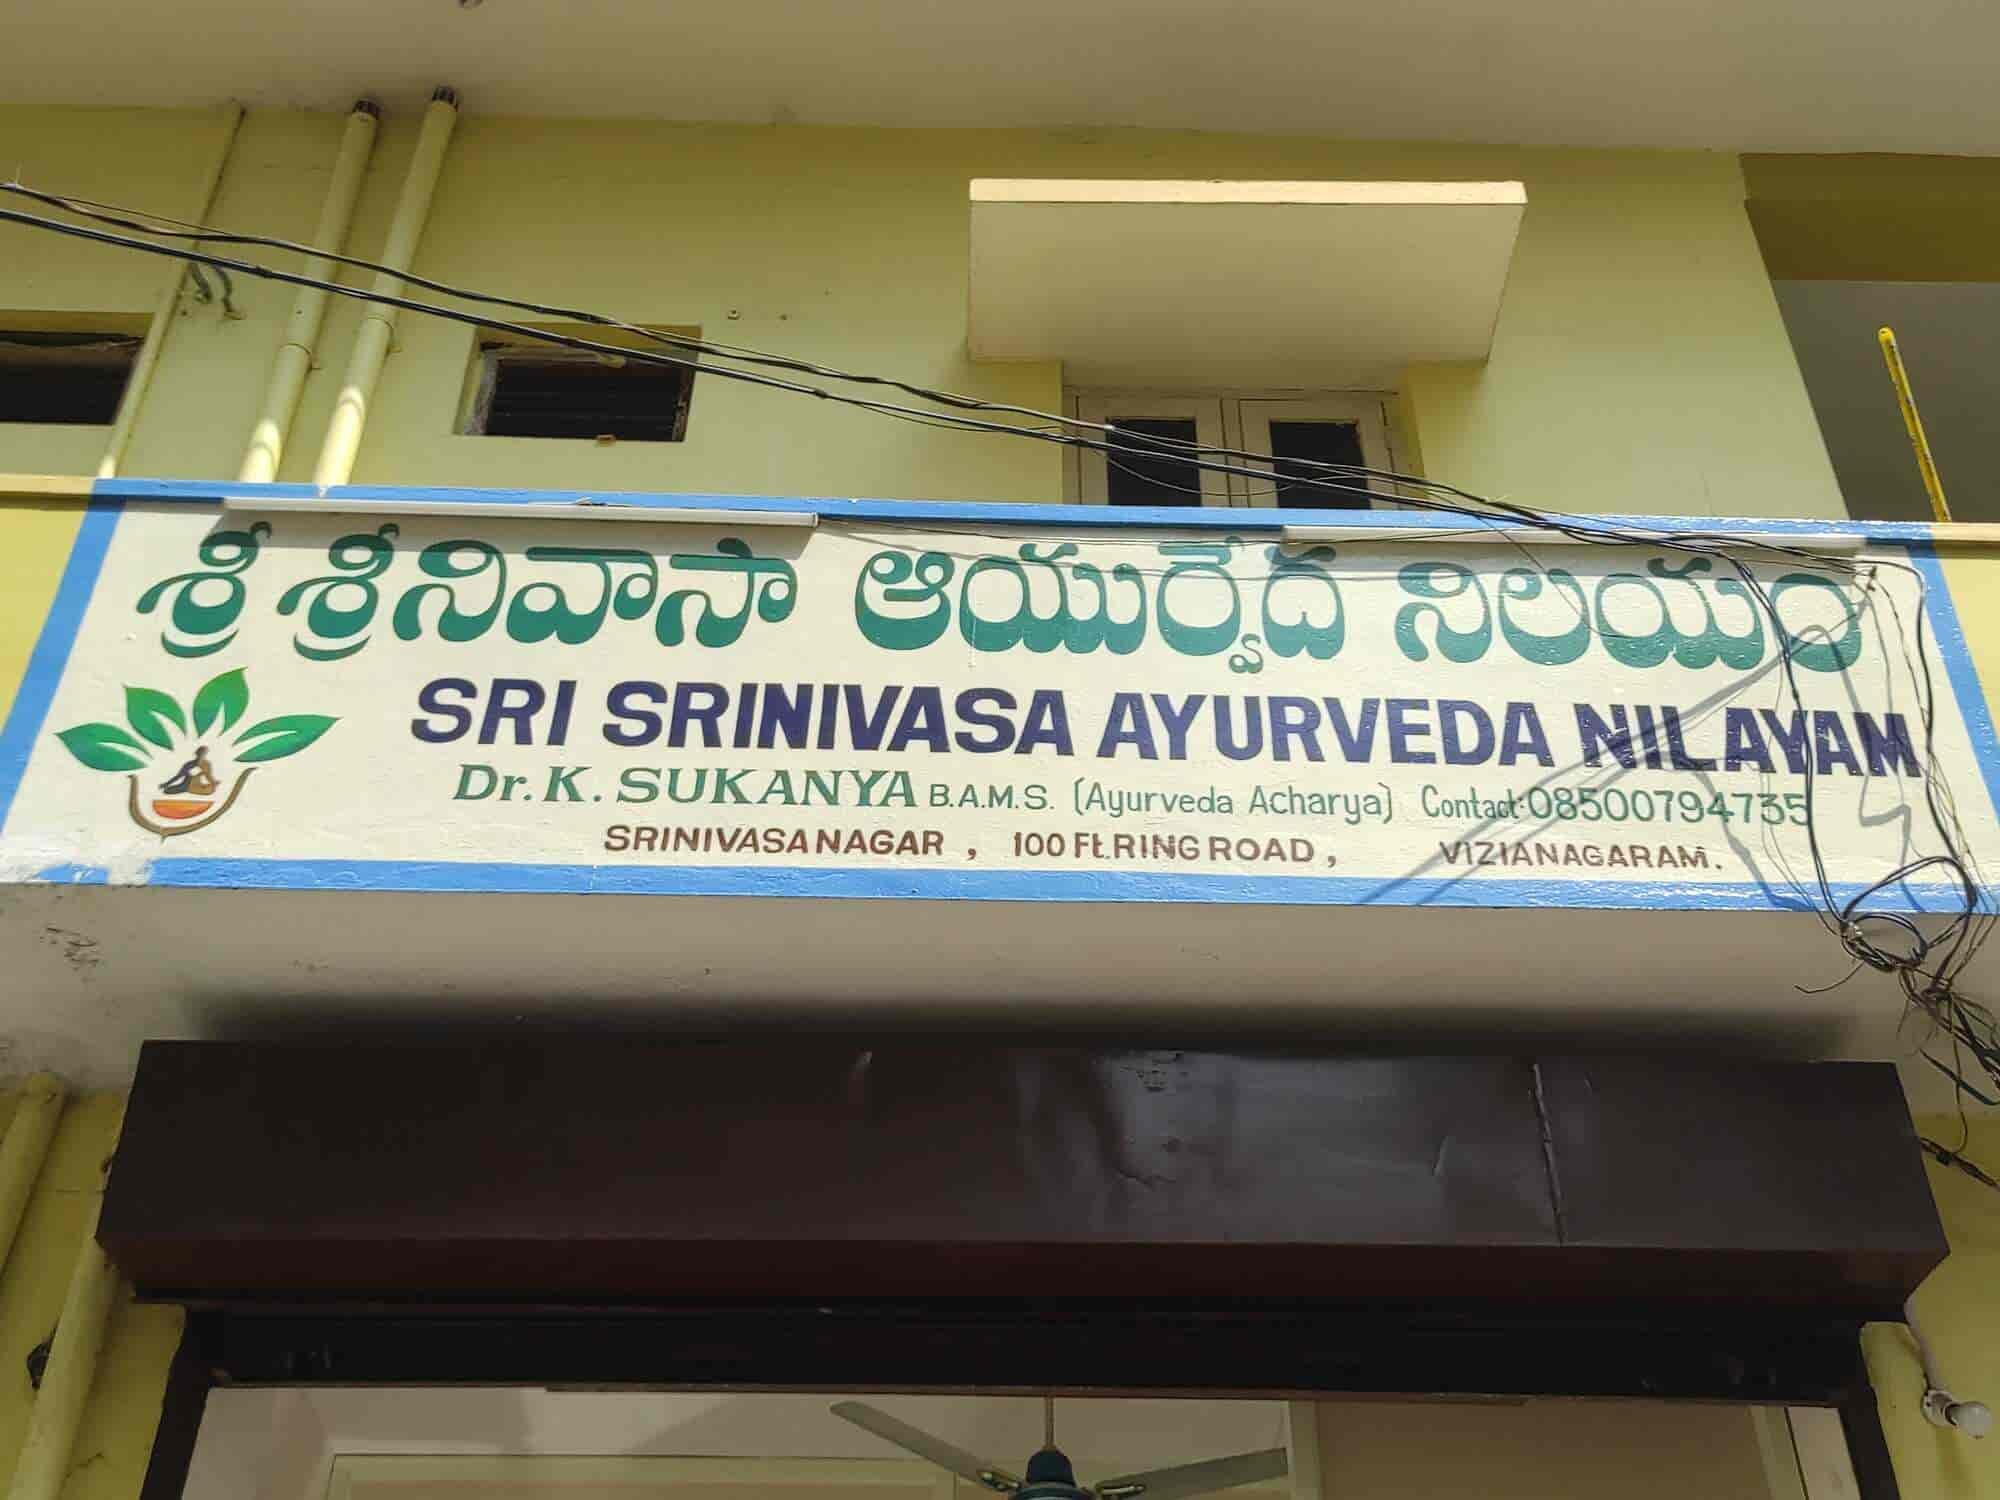 శ్రీ శ్రీనివాసా ఆయుర్వేద నిలయం
SRI SRINIVASA AYURVEDA NILAYAM
Dr. K. SUKANYA B.A.M.S. (Ayurveda Acharya) Contact: 08500794735
SRINIVASA NAGAR, 100 Ft. RING ROAD, VIZIANAGARAM.